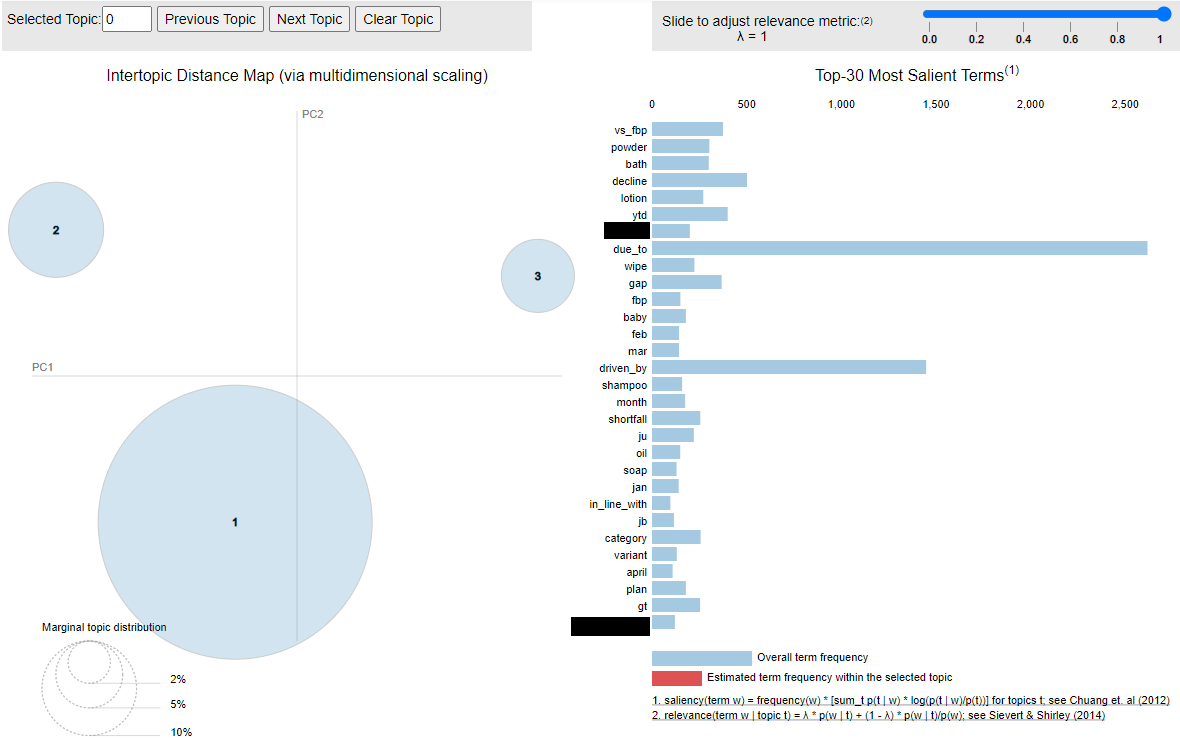 Selected Topic: 0 Previous Topic Next Topic Clear Topic
Slide to adjust relevance metric:(2)
λ = 1
0.0 0.2 0.4 0.6 0.8 1
Intertopic Distance Map (via multidimensional scaling)
PC2
PC1
2
3
1
Marginal topic distribution
2%
5%
10%
Top-30 Most Salient Terms(1)
0 500 1,000 1,500 2,000 2,500
vs_fbp
powder
bath
decline
lotion
ytd
due_to
wipe
gap
fbp
baby
feb
mar
driven_by
shampoo
month
shortfall
ju
oil
soap
jan
in_line_with
jb
category
variant
april
plan
gt
Overall term frequency
Estimated term frequency within the selected topic
1. saliency(term w) = frequency(w) * [sum_t p(t | w) * log(p(t | w)/p(t))] for topics t; see Chuang et. al (2012)
2. relevance(term w | topic t) = λ * p(w | t) + (1 - λ) * p(w | t)/p(w); see Sievert & Shirley (2014)